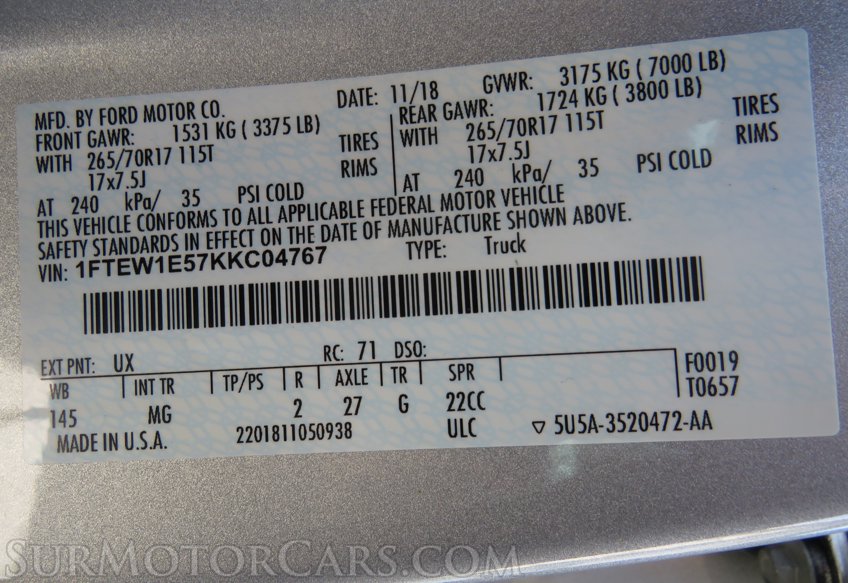 MFD. BY FORD MOTOR CO. DATE: 11/18 GVWR: 3175 KG ( 7000 LB)
FRONT GAWR: 1531 KG ( 3375 LB) REAR GAWR: 1724 KG ( 3800 LB)
WITH 265/70R17 115T TIRES WITH 265/70R17 115T TIRES
17x7.5J RIMS 17x7.5J RIMS
AT 240 kPa/ 35 PSI COLD AT 240 kPa/ 35 PSI COLD
THIS VEHICLE CONFORMS TO ALL APPLICABLE FEDERAL MOTOR VEHICLE
SAFETY STANDARDS IN EFFECT ON THE DATE OF MANUFACTURE SHOWN ABOVE.
VIN: 1FTEW1E57KKC04767 TYPE: Truck
EXT PNT: UX RC: 71 DSO:
WB INT TR TP/PS R AXLE TR SPR F0019
145 MG 2 27 G 22CC T0657
MADE IN U.S.A. 2201811050938 ULC ▽ 5U5A-3520472-AA
SURMOTORCARS.COM